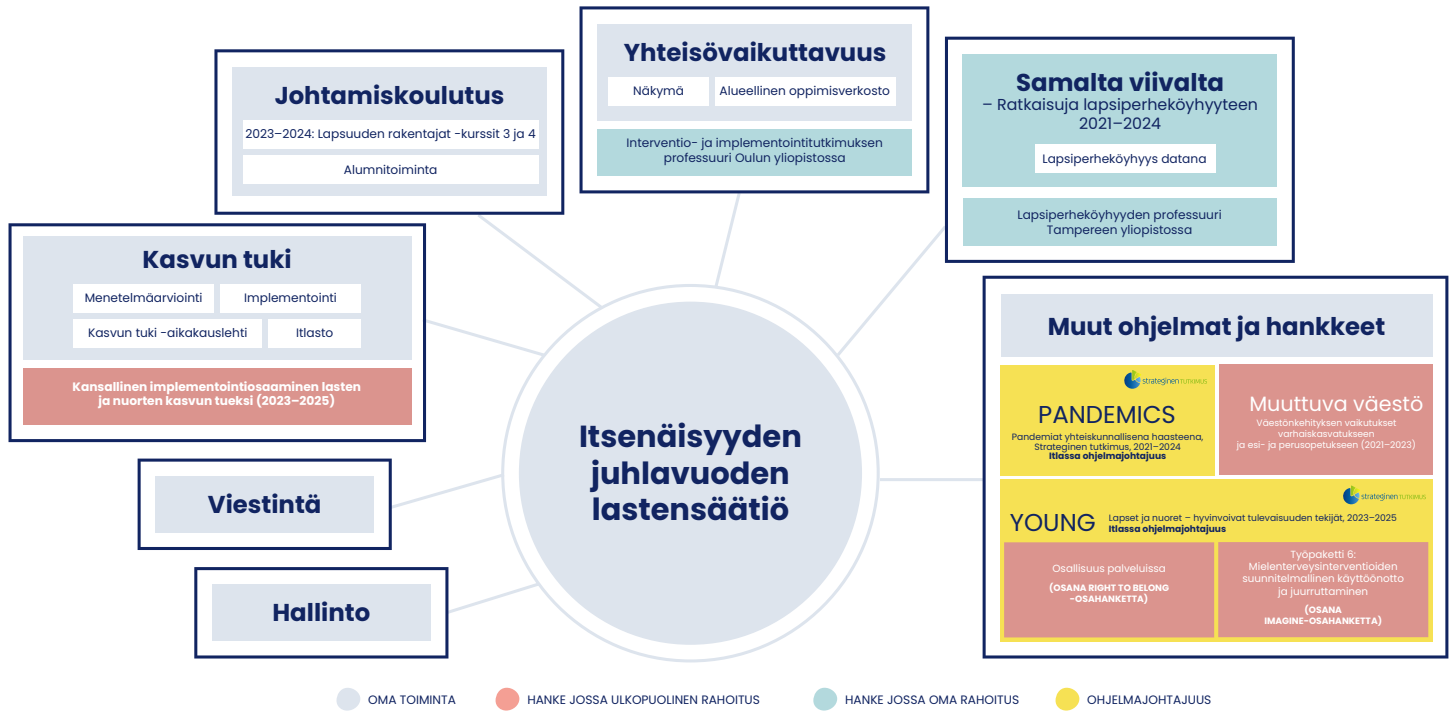 Johtamiskoulutus
2023–2024: Lapsuuden rakentajat -kurssit 3 ja 4
Alumnitoiminta
Yhteisövaikuttavuus
Näkymä
Alueellinen oppimisverkosto
Interventio- ja implementointitutkimuksen
professuuri Oulun yliopistossa
Samalta viivalta
– Ratkaisuja lapsiperheköyhyyteen
2021–2024
Lapsiperheköyhyys datana
Lapsiperheköyhyyden professuuri
Tampereen yliopistossa
Kasvun tuki
Menetelmäarviointi
Implementointi
Kasvun tuki -aikakauslehti
Itlasto
Kansallinen implementointiosaaminen lasten
ja nuorten kasvun tueksi (2023–2025)
Muut ohjelmat ja hankkeet
strateginen TUTKIMUS
PANDEMICS
Pandemiat yhteiskunnallisena haasteena,
Strateginen tutkimus, 2021–2024
Itlassa ohjelmajohtajuus
Muuttuva väestö
Väestönkehityksen vaikutukset
varhaiskasvatukseen
ja esi- ja perusopetukseen (2021–2023)
strateginen TUTKIMUS
YOUNG
Lapset ja nuoret – hyvinvoivat tulevaisuuden tekijät, 2023–2025
Itlassa ohjelmajohtajuus
Osallisuus palveluissa
(OSANA RIGHT TO BELONG
-OSAHANKETTA)
Työpaketti 6:
Mielenterveysinterventioiden
suunnitelmallinen käyttöönotto
ja juurruttaminen
(OSANA
IMAGINE-OSAHANKETTA)
Itsenäisyyden
juhlavuoden
lastensäätiö
Viestintä
Hallinto
OMA TOIMINTA
HANKE JOSSA ULKOPUOLINEN RAHOITUS
HANKE JOSSA OMA RAHOITUS
OHJELMAJOHTAJUUS